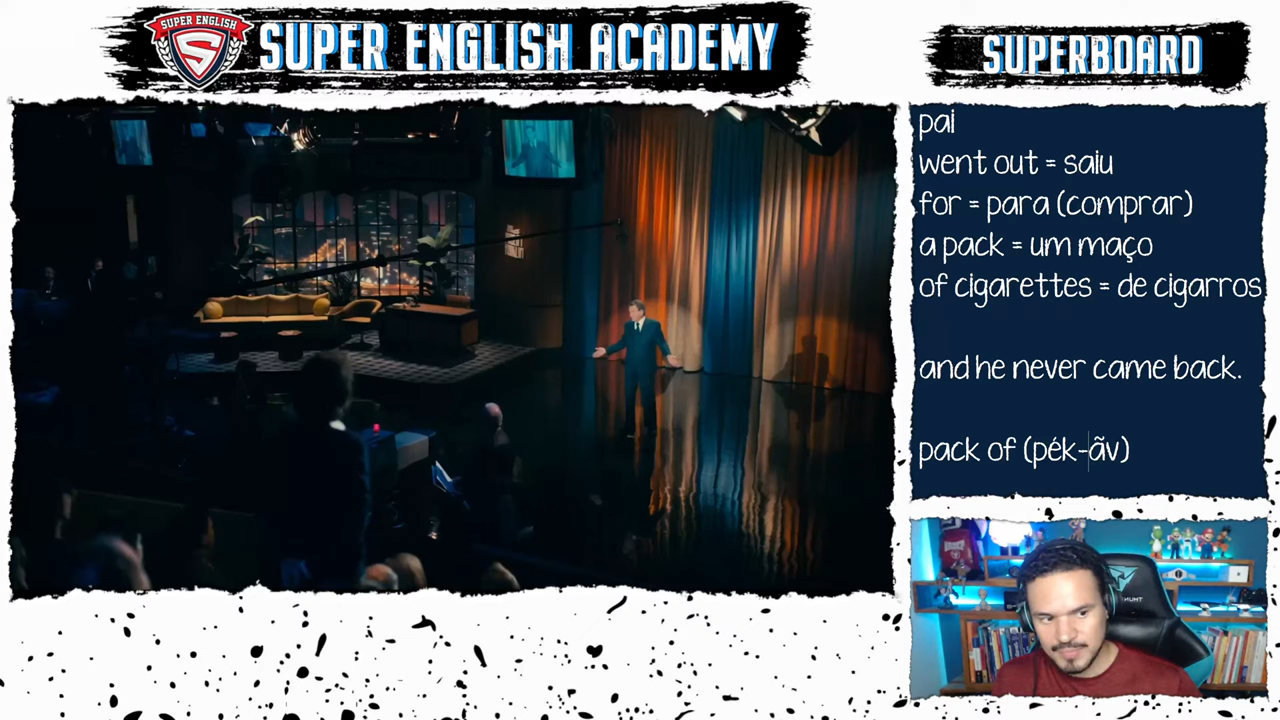 SUPER ENGLISH
S
SUPER ENGLISH ACADEMY
SUPERBOARD
pai
went out = saiu
for = para (comprar)
a pack = um maço
of cigarettes = de cigarros
and he never came back.
pack of (pék-ãv)